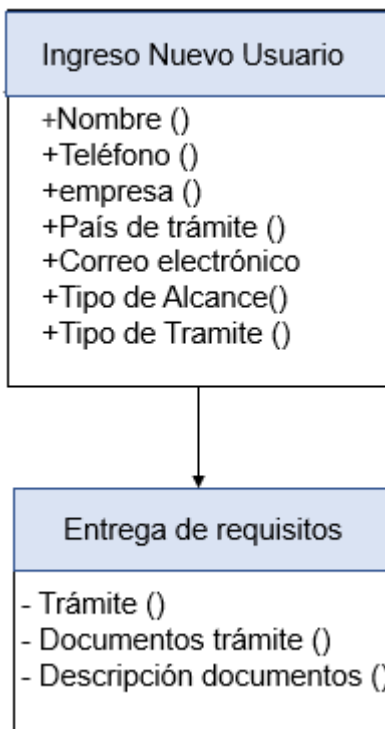 Ingreso Nuevo Usuario
+Nombre ()
+Teléfono ()
+empresa ()
+País de trámite ()
+Correo electrónico
+Tipo de Alcance()
+Tipo de Tramite ()
Entrega de requisitos
- Trámite ()
- Documentos trámite ()
- Descripción documentos ()